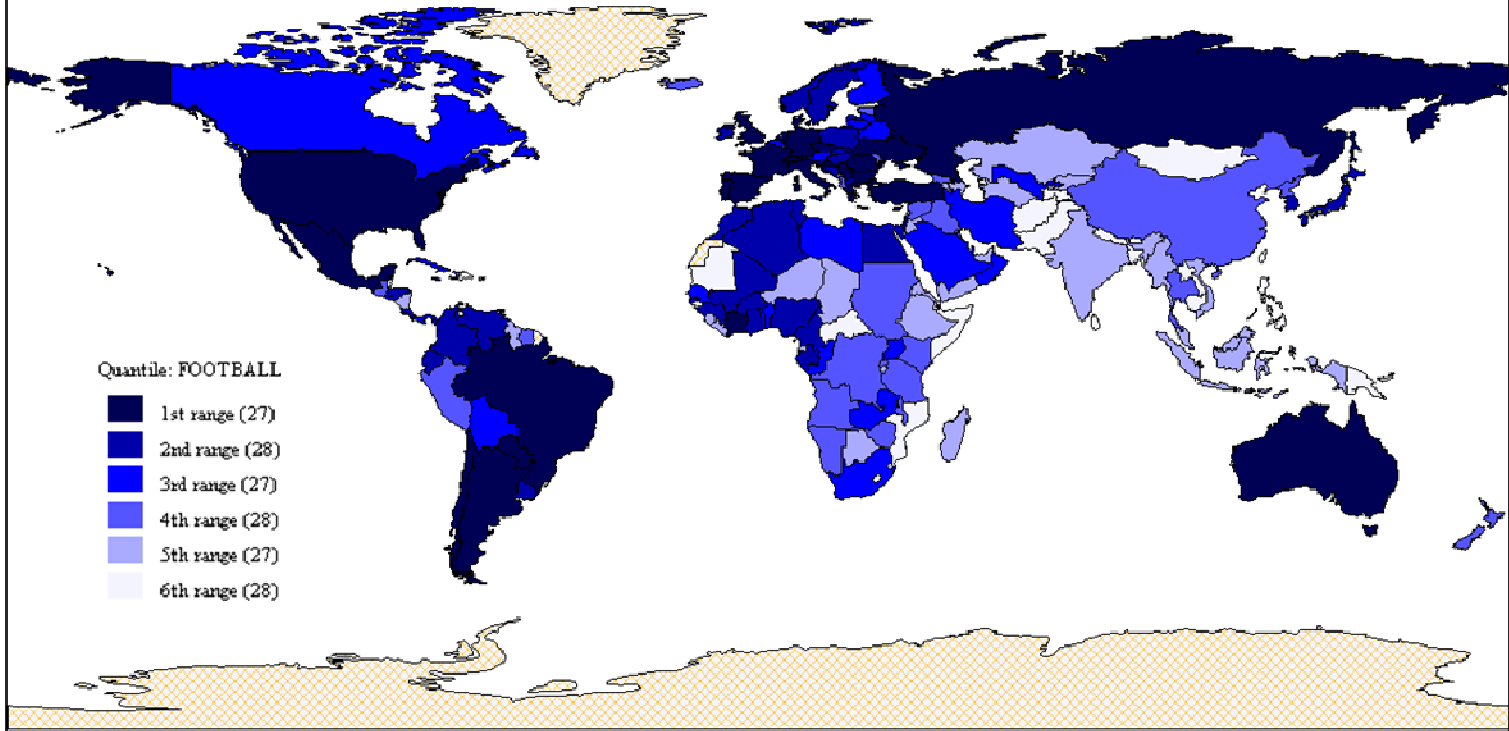 Quantile: FOOTBALL
1st range (27)
2nd range (28)
3rd range (27)
4th range (28)
5th range (27)
6th range (28)